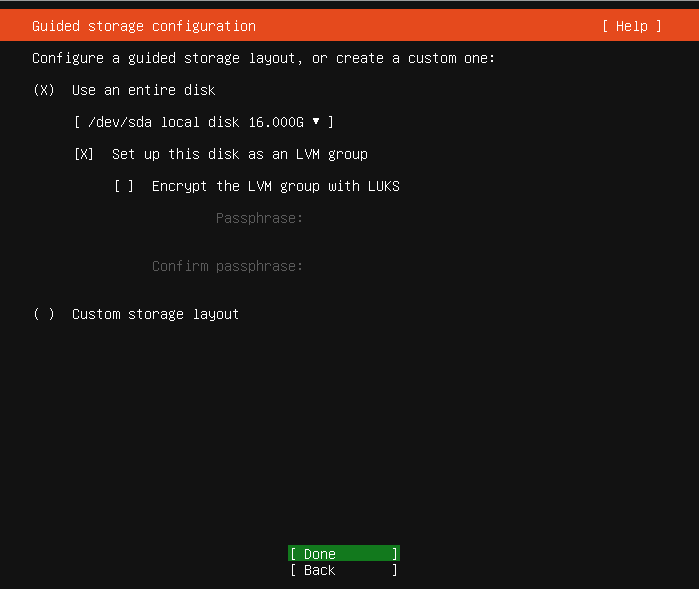 Guided storage configuration [ Help ]
Configure a guided storage layout, or create a custom one:
(X) Use an entire disk
[ /dev/sda local disk 16.000G ▾ ]
[X] Set up this disk as an LVM group
[ ] Encrypt the LVM group with LUKS
Passphrase:
Confirm passphrase:
( ) Custom storage layout
[ Done ]
[ Back ]